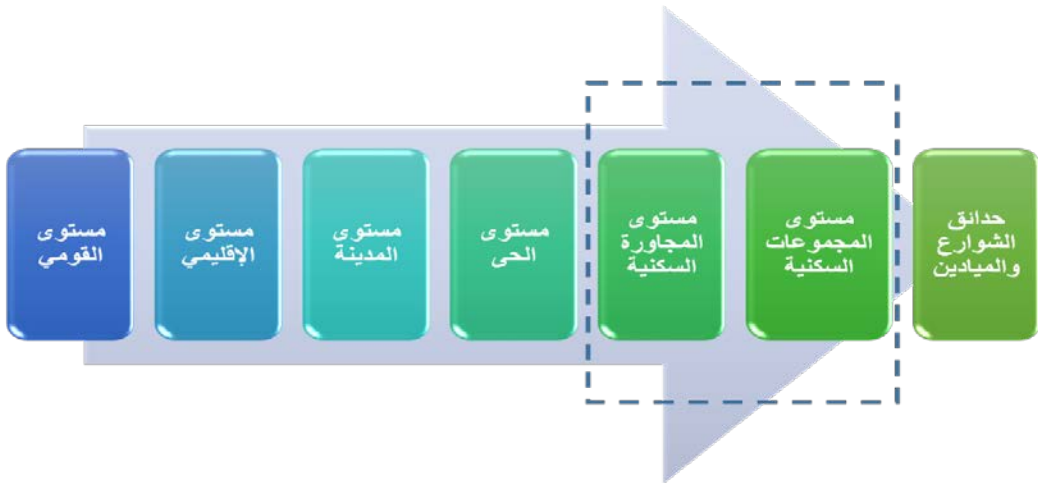 مستوى
القومي
مستوى
الإقليمي
مستوى
المدينة
مستوى
الحى
مستوى
المجاورة
السكنية
مستوى
المجموعات
السكنية
حدائق
الشوارع
والميادين